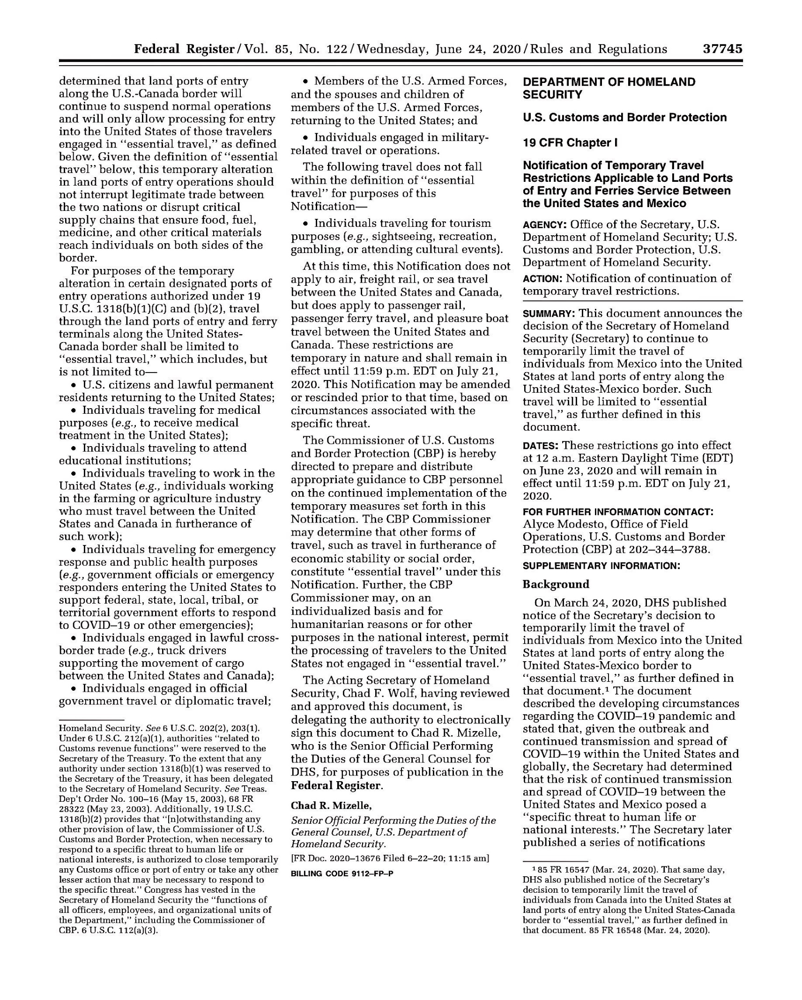 Federal Register / Vol. 85, No. 122 / Wednesday, June 24, 2020 / Rules and Regulations 37745
determined that land ports of entry
along the U.S.-Canada border will
continue to suspend normal operations
and will only allow processing for entry
into the United States of those travelers
engaged in ‘‘essential travel,’’ as defined
below. Given the definition of ‘‘essential
travel’’ below, this temporary alteration
in land ports of entry operations should
not interrupt legitimate trade between
the two nations or disrupt critical
supply chains that ensure food, fuel,
medicine, and other critical materials
reach individuals on both sides of the
border.
For purposes of the temporary
alteration in certain designated ports of
entry operations authorized under 19
U.S.C. 1318(b)(1)(C) and (b)(2), travel
through the land ports of entry and ferry
terminals along the United States-
Canada border shall be limited to
‘‘essential travel,’’ which includes, but
is not limited to—
• U.S. citizens and lawful permanent
residents returning to the United States;
• Individuals traveling for medical
purposes (e.g., to receive medical
treatment in the United States);
• Individuals traveling to attend
educational institutions;
• Individuals traveling to work in the
United States (e.g., individuals working
in the farming or agriculture industry
who must travel between the United
States and Canada in furtherance of
such work);
• Individuals traveling for emergency
response and public health purposes
(e.g., government officials or emergency
responders entering the United States to
support federal, state, local, tribal, or
territorial government efforts to respond
to COVID–19 or other emergencies);
• Individuals engaged in lawful cross-
border trade (e.g., truck drivers
supporting the movement of cargo
between the United States and Canada);
• Individuals engaged in official
government travel or diplomatic travel;
Homeland Security. See 6 U.S.C. 202(2), 203(1).
Under 6 U.S.C. 212(a)(1), authorities ‘‘related to
Customs revenue functions’’ were reserved to the
Secretary of the Treasury. To the extent that any
authority under section 1318(b)(1) was reserved to
the Secretary of the Treasury, it has been delegated
to the Secretary of Homeland Security. See Treas.
Dep’t Order No. 100–16 (May 15, 2003), 68 FR
28322 (May 23, 2003). Additionally, 19 U.S.C.
1318(b)(2) provides that ‘‘[n]otwithstanding any
other provision of law, the Commissioner of U.S.
Customs and Border Protection, when necessary to
respond to a specific threat to human life or
national interests, is authorized to close temporarily
any Customs office or port of entry or take any other
lesser action that may be necessary to respond to
the specific threat.’’ Congress has vested in the
Secretary of Homeland Security the ‘‘functions of
all officers, employees, and organizational units of
the Department,’’ including the Commissioner of
CBP. 6 U.S.C. 112(a)(3).
• Members of the U.S. Armed Forces,
and the spouses and children of
members of the U.S. Armed Forces,
returning to the United States; and
• Individuals engaged in military-
related travel or operations.
The following travel does not fall
within the definition of ‘‘essential
travel’’ for purposes of this
Notification—
• Individuals traveling for tourism
purposes (e.g., sightseeing, recreation,
gambling, or attending cultural events).
At this time, this Notification does not
apply to air, freight rail, or sea travel
between the United States and Canada,
but does apply to passenger rail,
passenger ferry travel, and pleasure boat
travel between the United States and
Canada. These restrictions are
temporary in nature and shall remain in
effect until 11:59 p.m. EDT on July 21,
2020. This Notification may be amended
or rescinded prior to that time, based on
circumstances associated with the
specific threat.
The Commissioner of U.S. Customs
and Border Protection (CBP) is hereby
directed to prepare and distribute
appropriate guidance to CBP personnel
on the continued implementation of the
temporary measures set forth in this
Notification. The CBP Commissioner
may determine that other forms of
travel, such as travel in furtherance of
economic stability or social order,
constitute ‘‘essential travel’’ under this
Notification. Further, the CBP
Commissioner may, on an
individualized basis and for
humanitarian reasons or for other
purposes in the national interest, permit
the processing of travelers to the United
States not engaged in ‘‘essential travel.’’
The Acting Secretary of Homeland
Security, Chad F. Wolf, having reviewed
and approved this document, is
delegating the authority to electronically
sign this document to Chad R. Mizelle,
who is the Senior Official Performing
the Duties of the General Counsel for
DHS, for purposes of publication in the
Federal Register.
Chad R. Mizelle,
Senior Official Performing the Duties of the
General Counsel, U.S. Department of
Homeland Security.
[FR Doc. 2020–13676 Filed 6–22–20; 11:15 am]
BILLING CODE 9112–FP–P
DEPARTMENT OF HOMELAND
SECURITY
U.S. Customs and Border Protection
19 CFR Chapter I
Notification of Temporary Travel
Restrictions Applicable to Land Ports
of Entry and Ferries Service Between
the United States and Mexico
AGENCY: Office of the Secretary, U.S.
Department of Homeland Security; U.S.
Customs and Border Protection, U.S.
Department of Homeland Security.
ACTION: Notification of continuation of
temporary travel restrictions.
SUMMARY: This document announces the
decision of the Secretary of Homeland
Security (Secretary) to continue to
temporarily limit the travel of
individuals from Mexico into the United
States at land ports of entry along the
United States-Mexico border. Such
travel will be limited to ‘‘essential
travel,’’ as further defined in this
document.
DATES: These restrictions go into effect
at 12 a.m. Eastern Daylight Time (EDT)
on June 23, 2020 and will remain in
effect until 11:59 p.m. EDT on July 21,
2020.
FOR FURTHER INFORMATION CONTACT:
Alyce Modesto, Office of Field
Operations, U.S. Customs and Border
Protection (CBP) at 202–344–3788.
SUPPLEMENTARY INFORMATION:
Background
On March 24, 2020, DHS published
notice of the Secretary’s decision to
temporarily limit the travel of
individuals from Mexico into the United
States at land ports of entry along the
United States-Mexico border to
‘‘essential travel,’’ as further defined in
that document.1 The document
described the developing circumstances
regarding the COVID–19 pandemic and
stated that, given the outbreak and
continued transmission and spread of
COVID–19 within the United States and
globally, the Secretary had determined
that the risk of continued transmission
and spread of COVID–19 between the
United States and Mexico posed a
‘‘specific threat to human life or
national interests.’’ The Secretary later
published a series of notifications
1 85 FR 16547 (Mar. 24, 2020). That same day,
DHS also published notice of the Secretary’s
decision to temporarily limit the travel of
individuals from Canada into the United States at
land ports of entry along the United States-Canada
border to ‘‘essential travel,’’ as further defined in
that document. 85 FR 16548 (Mar. 24, 2020).